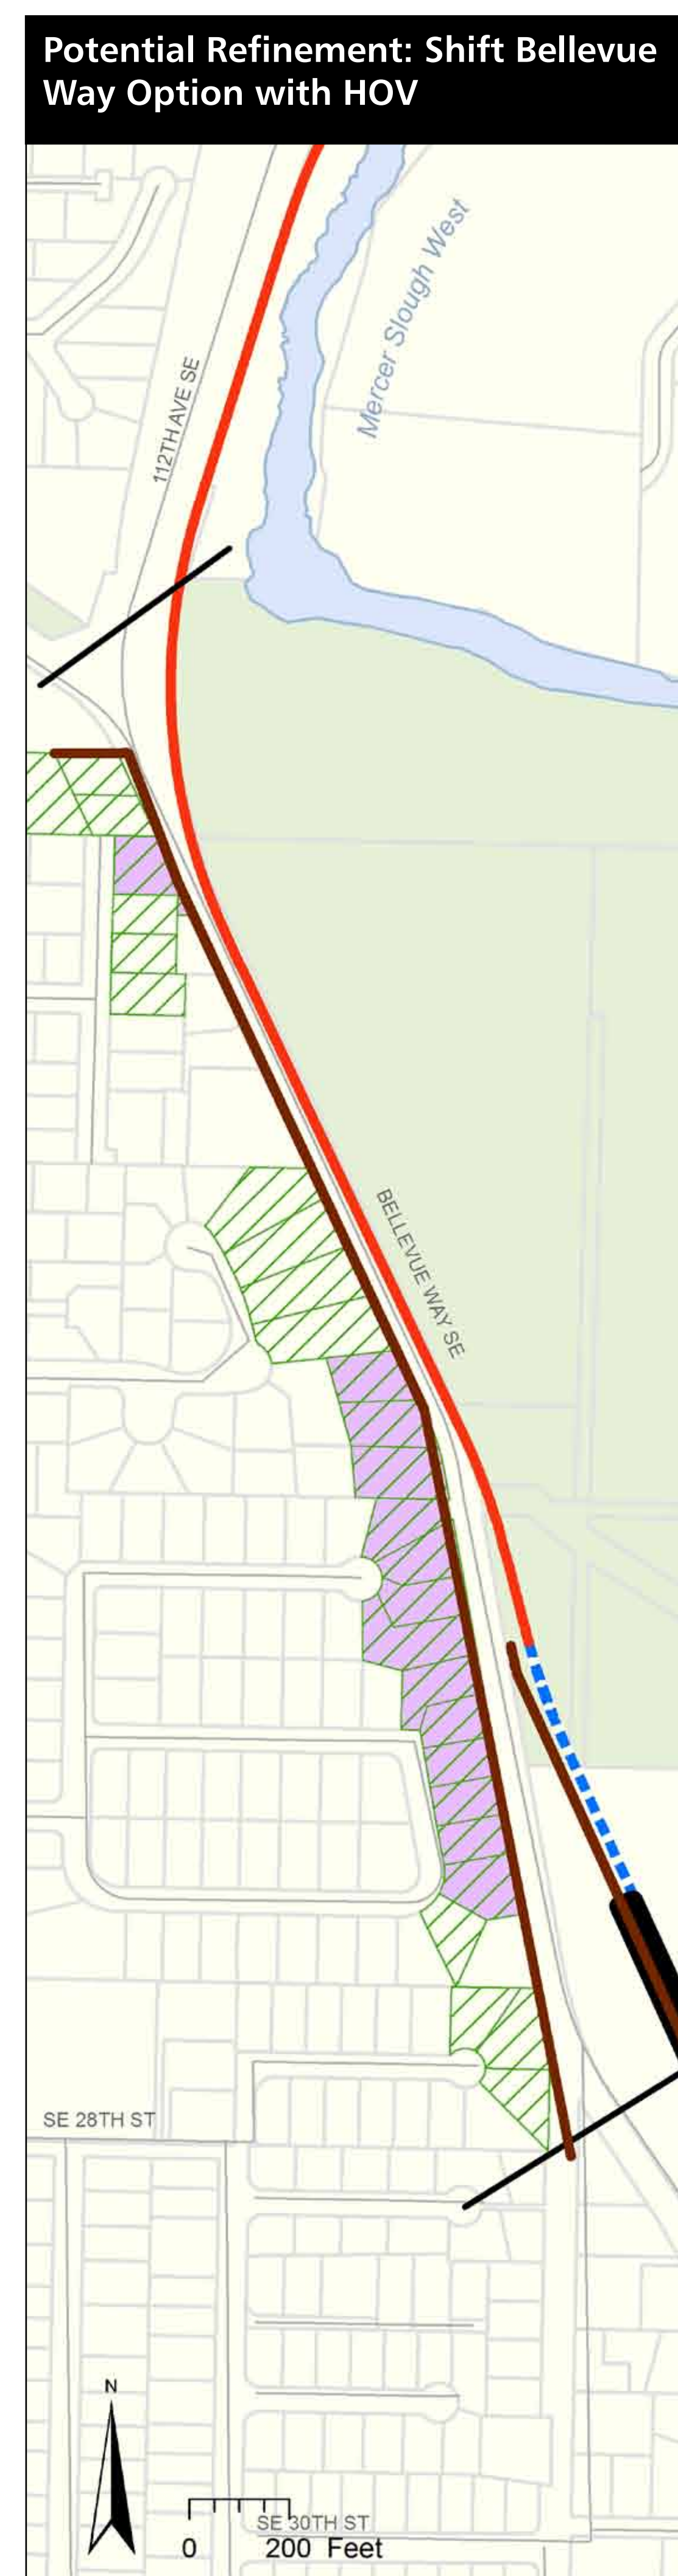 Potential Refinement: Shift Bellevue
Way Option with HOV
Mercer Slough West
112TH AVE SE
BELLEVUE WAY SE
SE 28TH ST
N
SE 30TH ST
0 200 Feet